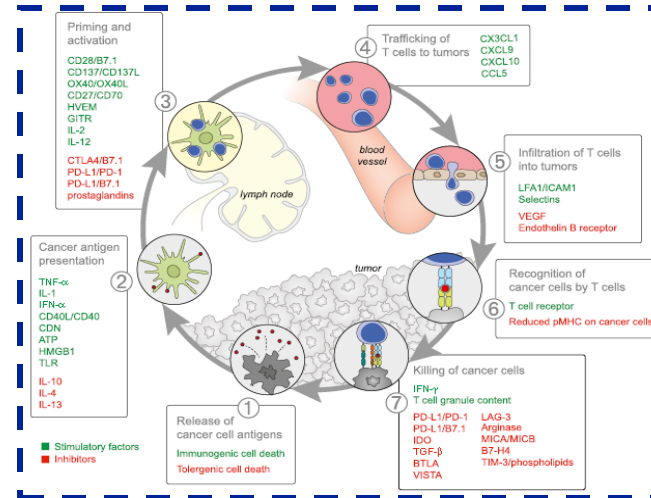 Priming and
activation
CD28/B7.1
CD137/CD137L
OX40/OX40L
CD27/CD70
HVEM
GITR
IL-2
IL-12
CTLA4/B7.1
PD-L1/PD-1
PD-L1/B7.1
prostaglandins
3
lymph node
4
Trafficking of
T cells to tumors
CX3CL1
CXCL9
CXCL10
CCL5
blood
vessel
5
Infiltration of T cells
into tumors
LFA1/ICAM1
Selectins
VEGF
Endothelin B receptor
Cancer antigen
presentation
2
TNF-α
IL-1
IFN-α
CD40L/CD40
CDN
ATP
HMGB1
TLR
IL-10
IL-4
IL-13
tumor
Recognition of
cancer cells by T cells
6
T cell receptor
Reduced pMHC on cancer cells
1
Release of
cancer cell antigens
Immunogenic cell death
Tolergenic cell death
Killing of cancer cells
7
IFN-γ
T cell granule content
PD-L1/PD-1 LAG-3
PD-L1/B7.1 Arginase
IDO MICA/MICB
TGF-β B7-H4
BTLA TIM-3/phospholipids
VISTA
Stimulatory factors
Inhibitors